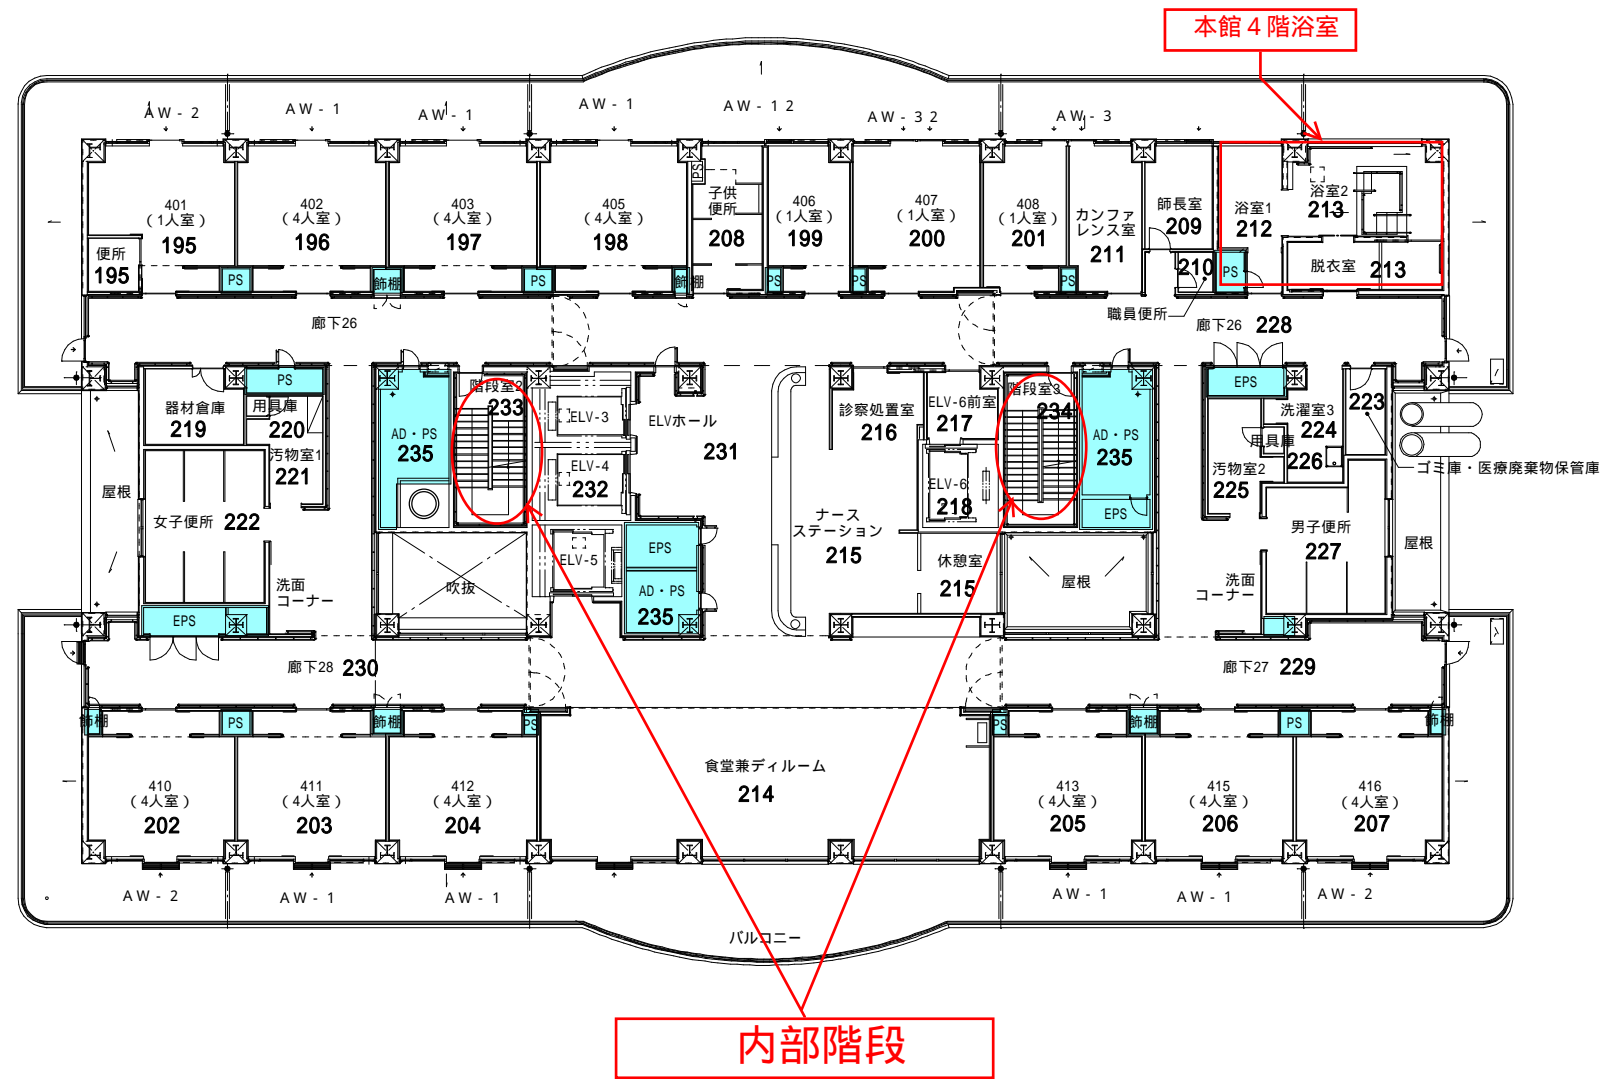 本館４階浴室
AW-2
AW-1
AW-1
AW-1
AW-12
AW-32
AW-3
401
（1人室）
195
便所
195
402
（4人室）
196
403
（4人室）
197
405
（4人室）
198
PS
子供
便所
208
406
（1人室）
199
407
（1人室）
200
408
（1人室）
201
カンファ
レンス室
211
師長室
209
210
職員便所
浴室1
212
浴室2
213
脱衣室 213
PS
飾棚
PS
飾棚
PS
PS
PS
PS
廊下26
廊下26 228
PS
器材倉庫
219
用具庫
220
汚物室1
221
女子便所 222
洗面
コーナー
EPS
屋根
AD・PS
235
階段室2
233
ELV-3
ELV-4
232
ELV-5
吹抜
ELVホール
231
EPS
AD・PS
235
診察処置室
216
ELV-6前室
217
ELV-6
218
ナース
ステーション
215
休憩室
215
階段室3
234
AD・PS
235
EPS
屋根
EPS
洗濯室3
224
223
用具庫
226
汚物室2
225
ゴミ庫・医療廃棄物保管庫
男子便所
227
洗面
コーナー
屋根
廊下28 230
廊下27 229
飾棚
PS
飾棚
PS
PS
飾棚
PS
飾棚
410
（4人室）
202
411
（4人室）
203
412
（4人室）
204
食堂兼ディルーム
214
413
（4人室）
205
415
（4人室）
206
416
（4人室）
207
AW-2
AW-1
AW-1
AW-1
AW-1
AW-2
バルコニー
内部階段